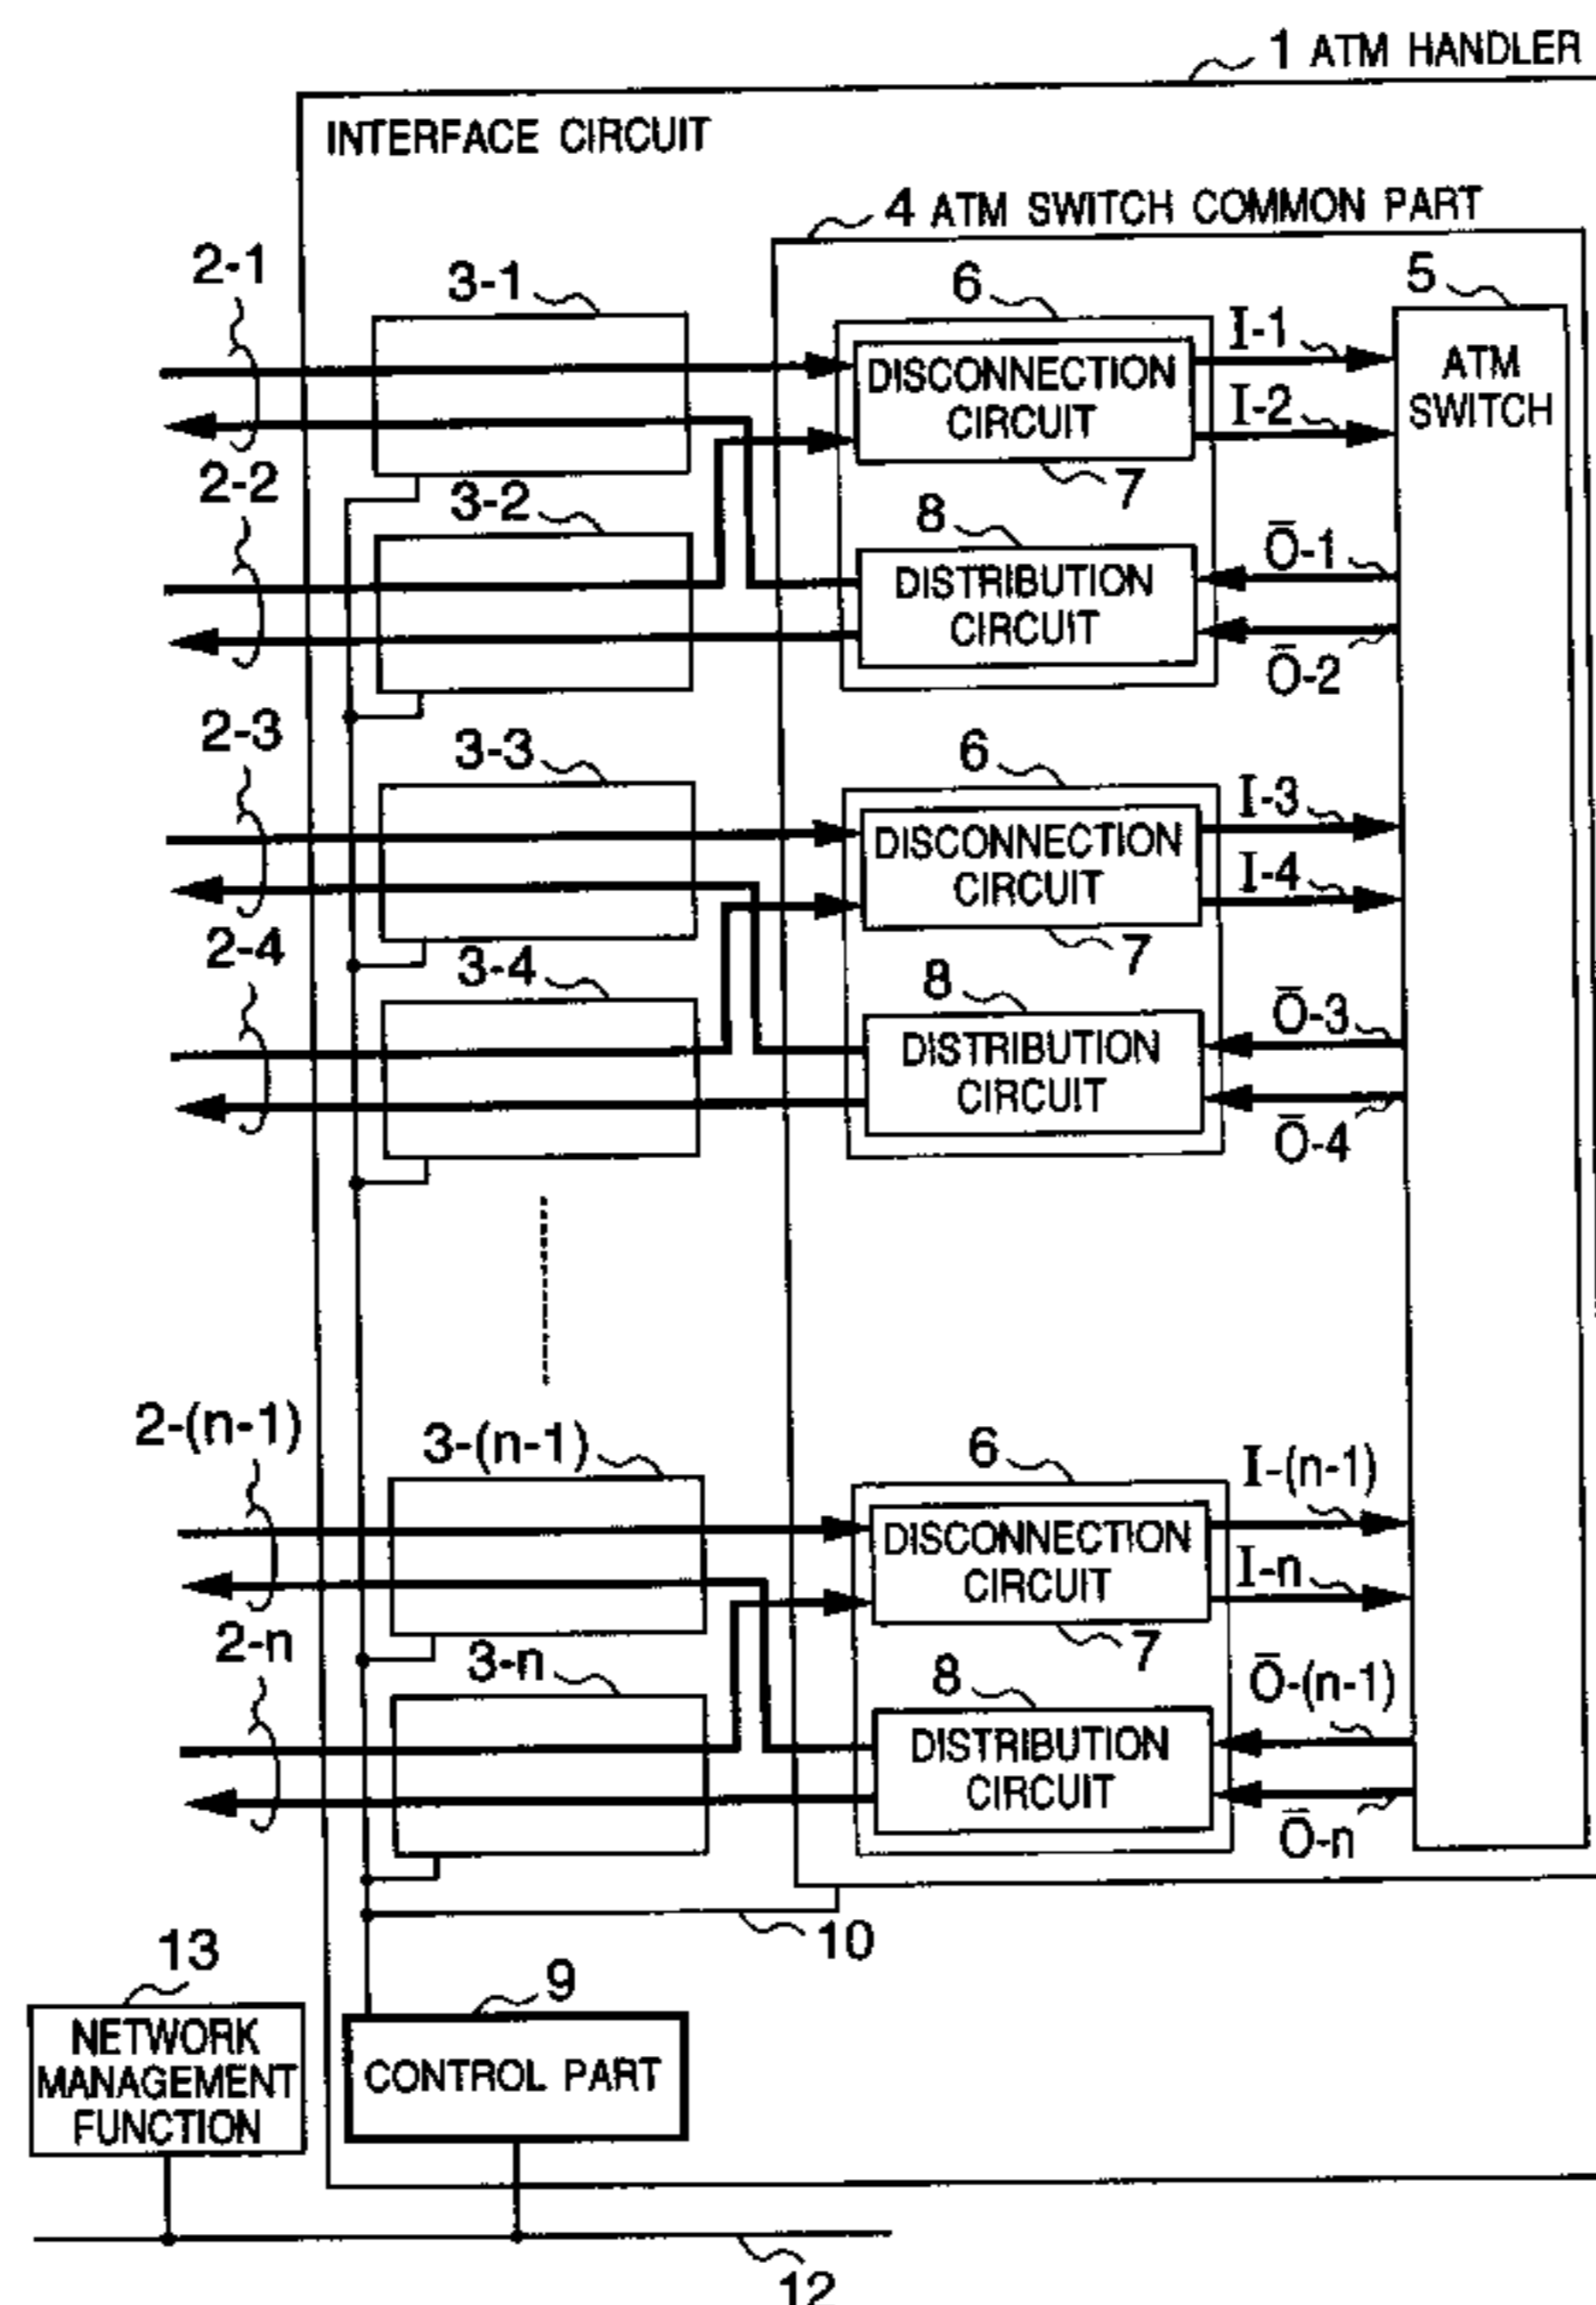 1 ATM HANDLER
INTERFACE CIRCUIT
4 ATM SWITCH COMMON PART
2-1
3-1
6
5
I-1
DISCONNECTION
CIRCUIT
ATM
SWITCH
I-2
7
2-2
3-2
8
Ō-1
DISTRIBUTION
CIRCUIT
Ō-2
2-3
3-3
6
I-3
DISCONNECTION
CIRCUIT
I-4
7
2-4
3-4
8
Ō-3
DISTRIBUTION
CIRCUIT
Ō-4
2-(n-1)
3-(n-1)
6
I-(n-1)
DISCONNECTION
CIRCUIT
I-n
7
2-n
3-n
8
Ō-(n-1)
DISTRIBUTION
CIRCUIT
Ō-n
10
13
9
NETWORK
MANAGEMENT
FUNCTION
CONTROL PART
12